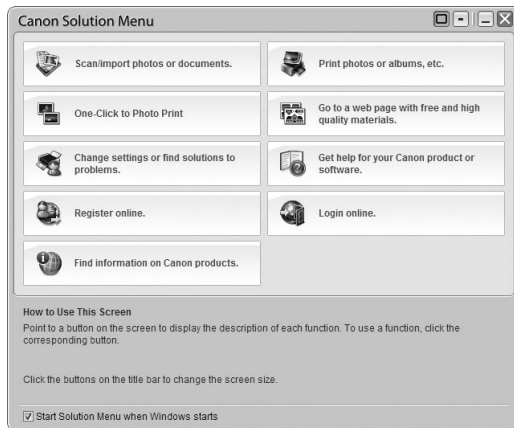 Canon Solution Menu
Scan/import photos or documents.
Print photos or albums, etc.
One-Click to Photo Print
Go to a web page with free and high
quality materials.
Change settings or find solutions to
problems.
Get help for your Canon product or
software.
Register online.
Login online.
Find information on Canon products.
How to Use This Screen
Point to a button on the screen to display the description of each function. To use a function, click the
corresponding button.
Click the buttons on the title bar to change the screen size.
Start Solution Menu when Windows starts